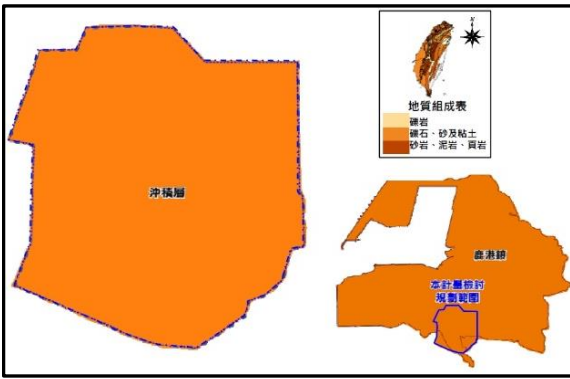 沖積層
N
地質組成表
礫岩
礫石、砂及粘土
砂岩、泥岩、頁岩
鹿港鎮
本計畫檢討
規劃範圍